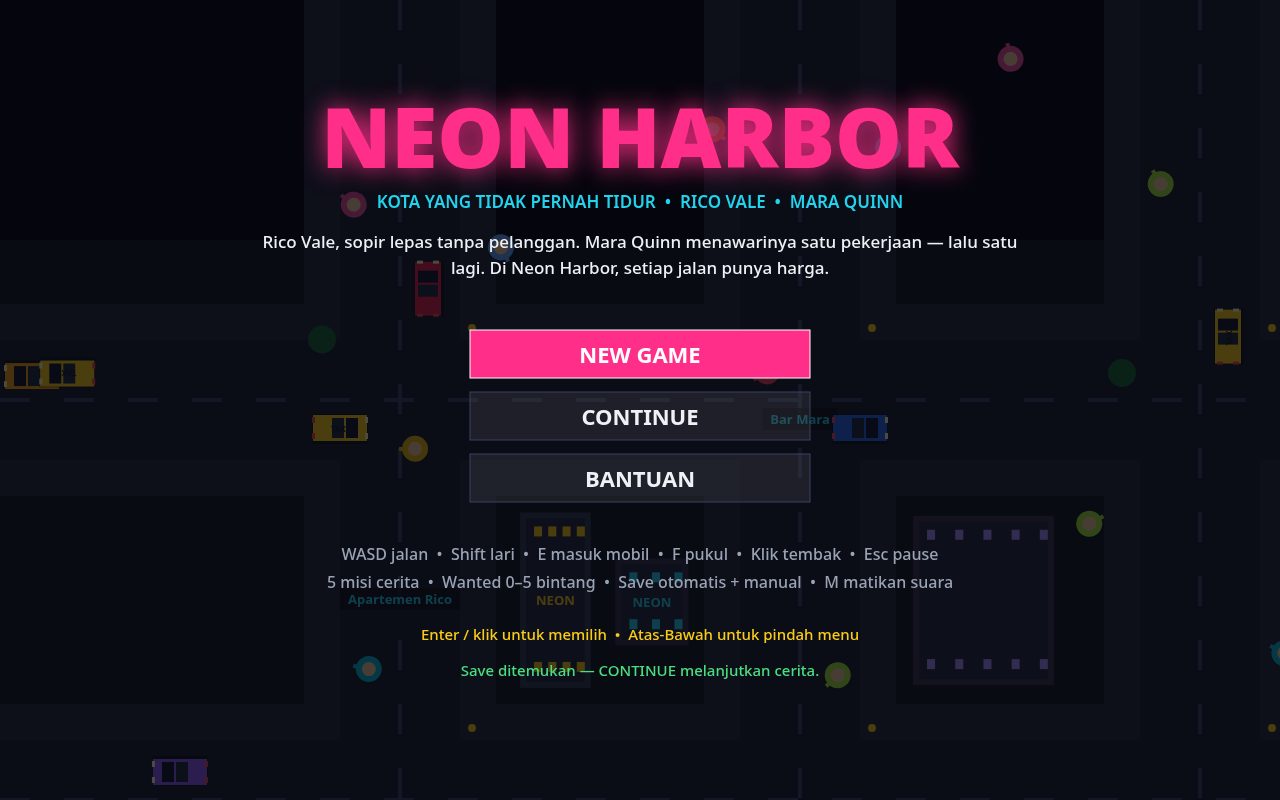 NEON HARBOR
KOTA YANG TIDAK PERNAH TIDUR • RICO VALE • MARA QUINN
Rico Vale, sopir lepas tanpa pelanggan. Mara Quinn menawarinya satu pekerjaan — lalu satu
lagi. Di Neon Harbor, setiap jalan punya harga.
NEW GAME
CONTINUE
Bar Mara
BANTUAN
WASD jalan • Shift lari • E masuk mobil • F pukul • Klik tembak • Esc pause
5 misi cerita • Wanted 0–5 bintang • Save otomatis + manual • M matikan suara
Apartemen Rico
NEON
NEON
Enter / klik untuk memilih • Atas-Bawah untuk pindah menu
Save ditemukan — CONTINUE melanjutkan cerita.